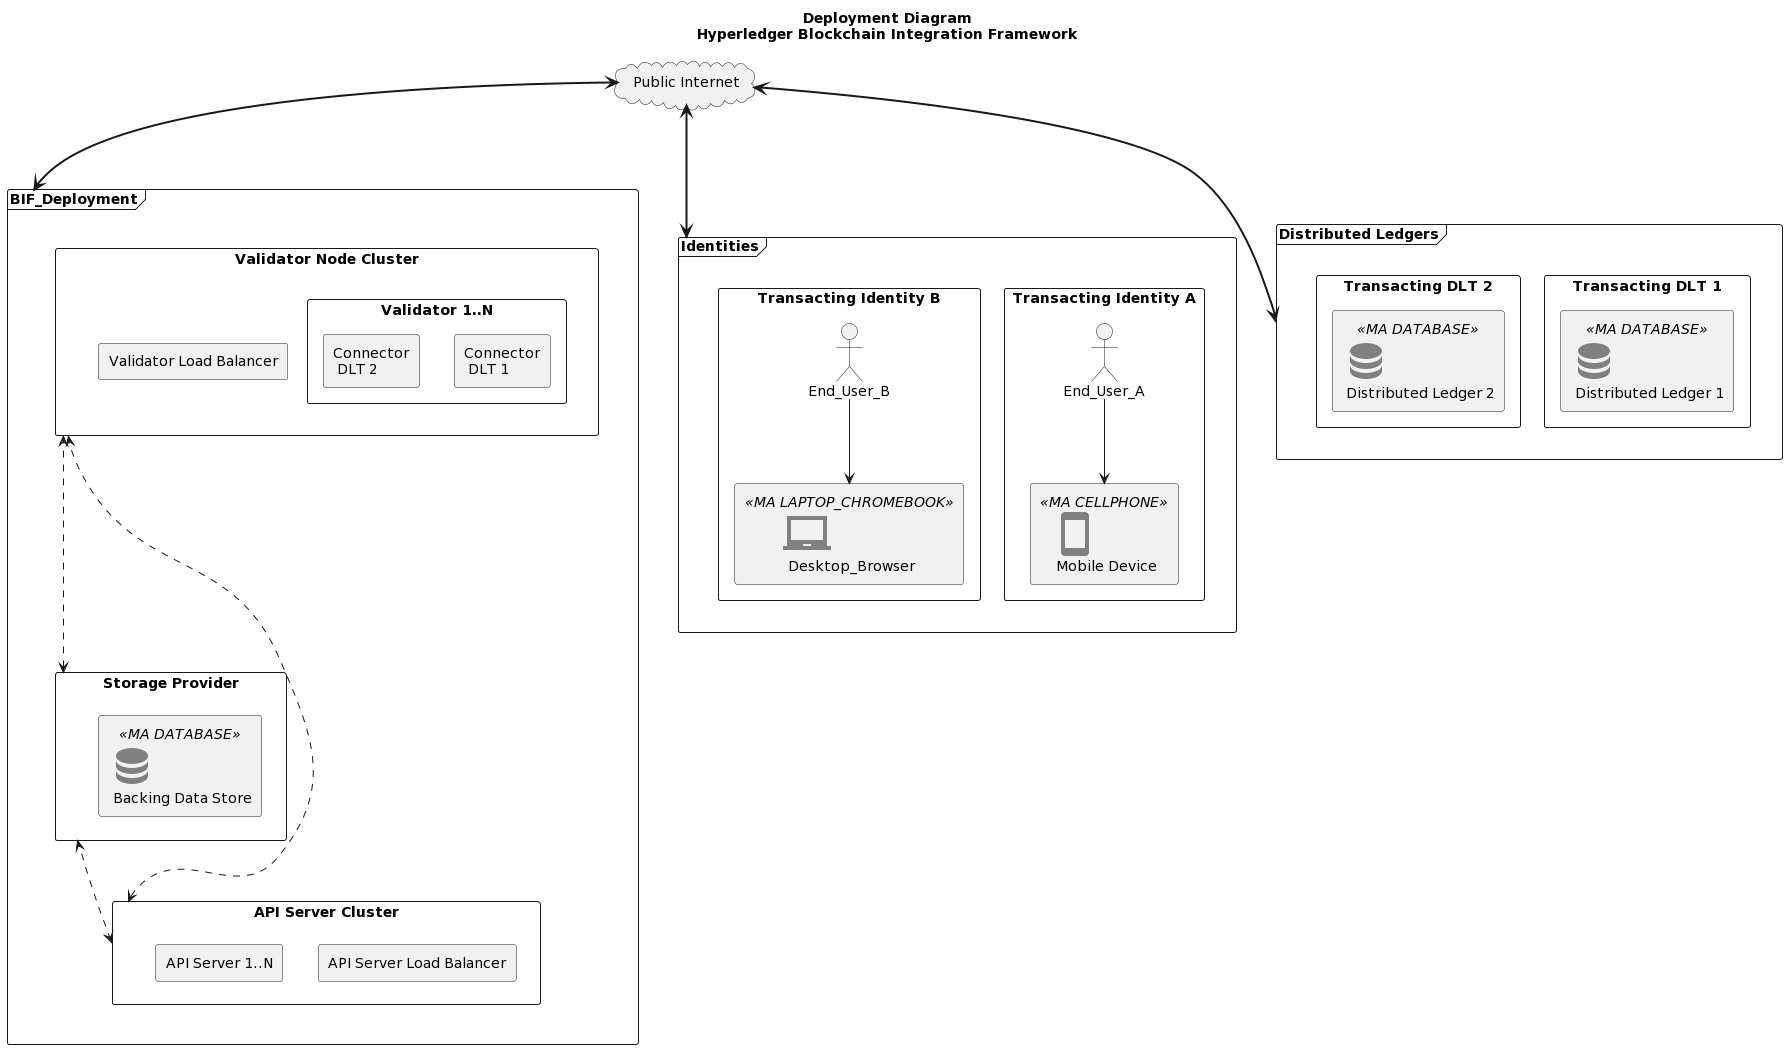 Deployment Diagram
Hyperledger Blockchain Integration Framework
Public Internet
BIF_Deployment
Validator Node Cluster
Validator Load Balancer
Validator 1..N
Connector
DLT 2
Connector
DLT 1
Storage Provider
«MA DATABASE»
Backing Data Store
API Server Cluster
API Server 1..N
API Server Load Balancer
Identities
Transacting Identity B
End_User_B
«MA LAPTOP_CHROMEBOOK»
Desktop_Browser
Transacting Identity A
End_User_A
«MA CELLPHONE»
Mobile Device
Distributed Ledgers
Transacting DLT 2
«MA DATABASE»
Distributed Ledger 2
Transacting DLT 1
«MA DATABASE»
Distributed Ledger 1